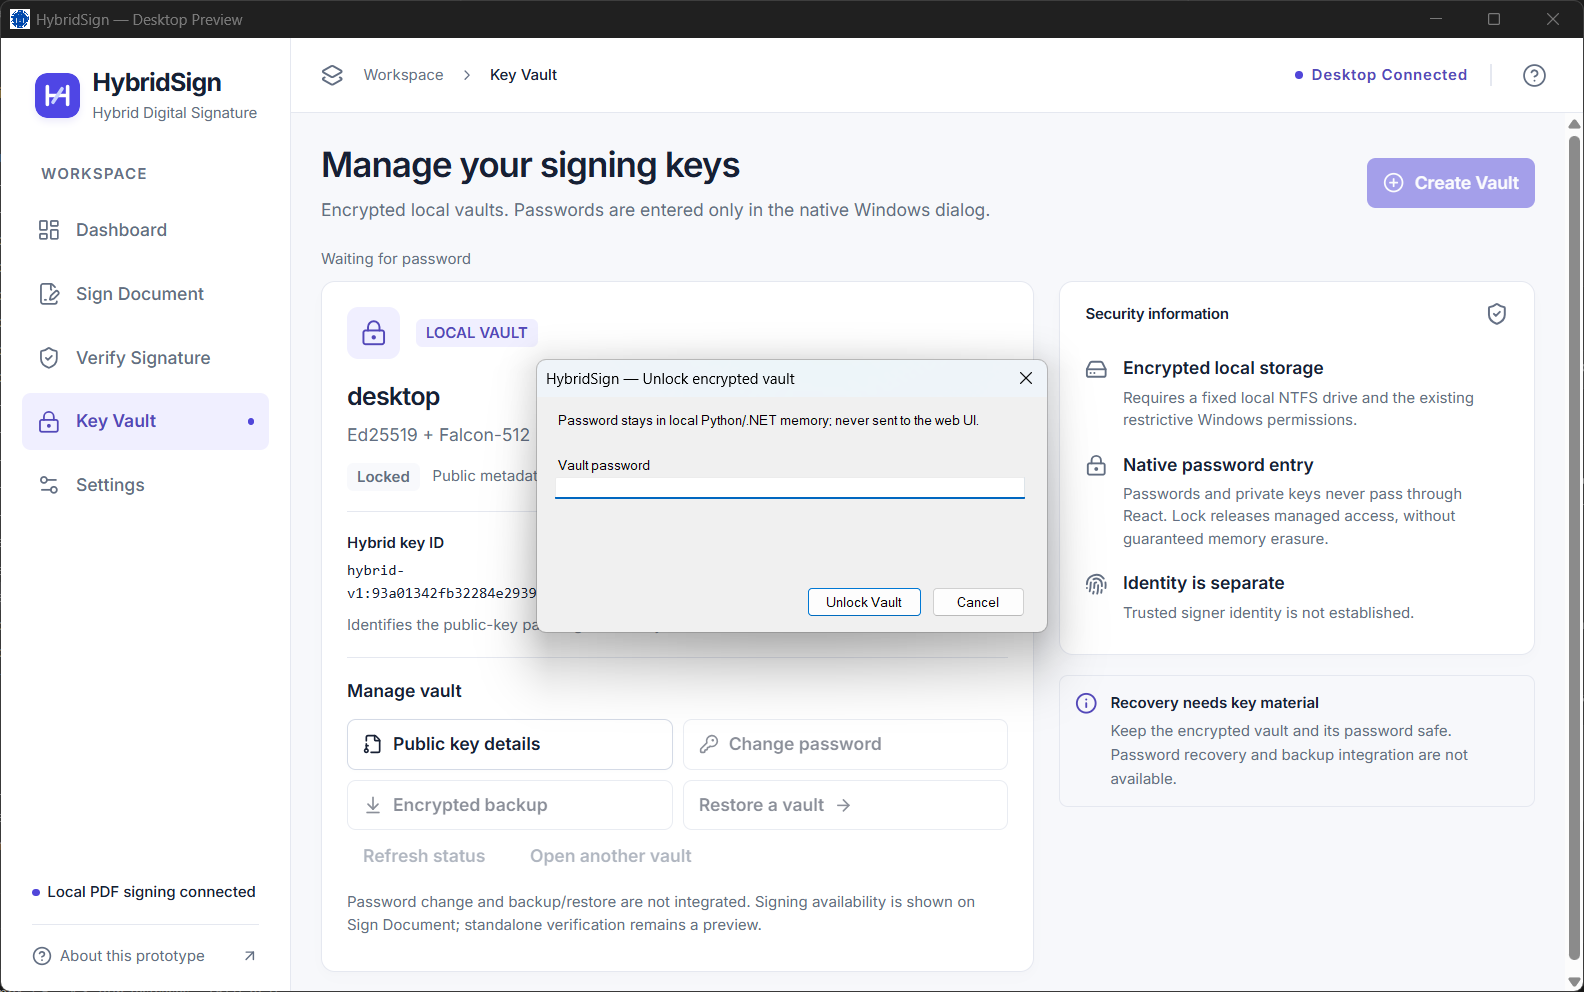 HybridSign — Desktop Preview
HybridSign
Hybrid Digital Signature
WORKSPACE
Dashboard
Sign Document
Verify Signature
Key Vault
Settings
Local PDF signing connected
About this prototype
Workspace > Key Vault
Desktop Connected
Manage your signing keys
Encrypted local vaults. Passwords are entered only in the native Windows dialog.
Create Vault
Waiting for password
LOCAL VAULT
desktop
Ed25519 + Falcon-512
Locked
Public metadat
Hybrid key ID
hybrid-
v1:93a01342fb32284e2939
Identifies the public-key pa
HybridSign — Unlock encrypted vault
Password stays in local Python/.NET memory; never sent to the web UI.
Vault password
Unlock Vault
Cancel
Manage vault
Public key details
Change password
Encrypted backup
Restore a vault
Refresh status
Open another vault
Password change and backup/restore are not integrated. Signing availability is shown on
Sign Document; standalone verification remains a preview.
Security information
Encrypted local storage
Requires a fixed local NTFS drive and the existing
restrictive Windows permissions.
Native password entry
Passwords and private keys never pass through
React. Lock releases managed access, without
guaranteed memory erasure.
Identity is separate
Trusted signer identity is not established.
Recovery needs key material
Keep the encrypted vault and its password safe.
Password recovery and backup integration are not
available.